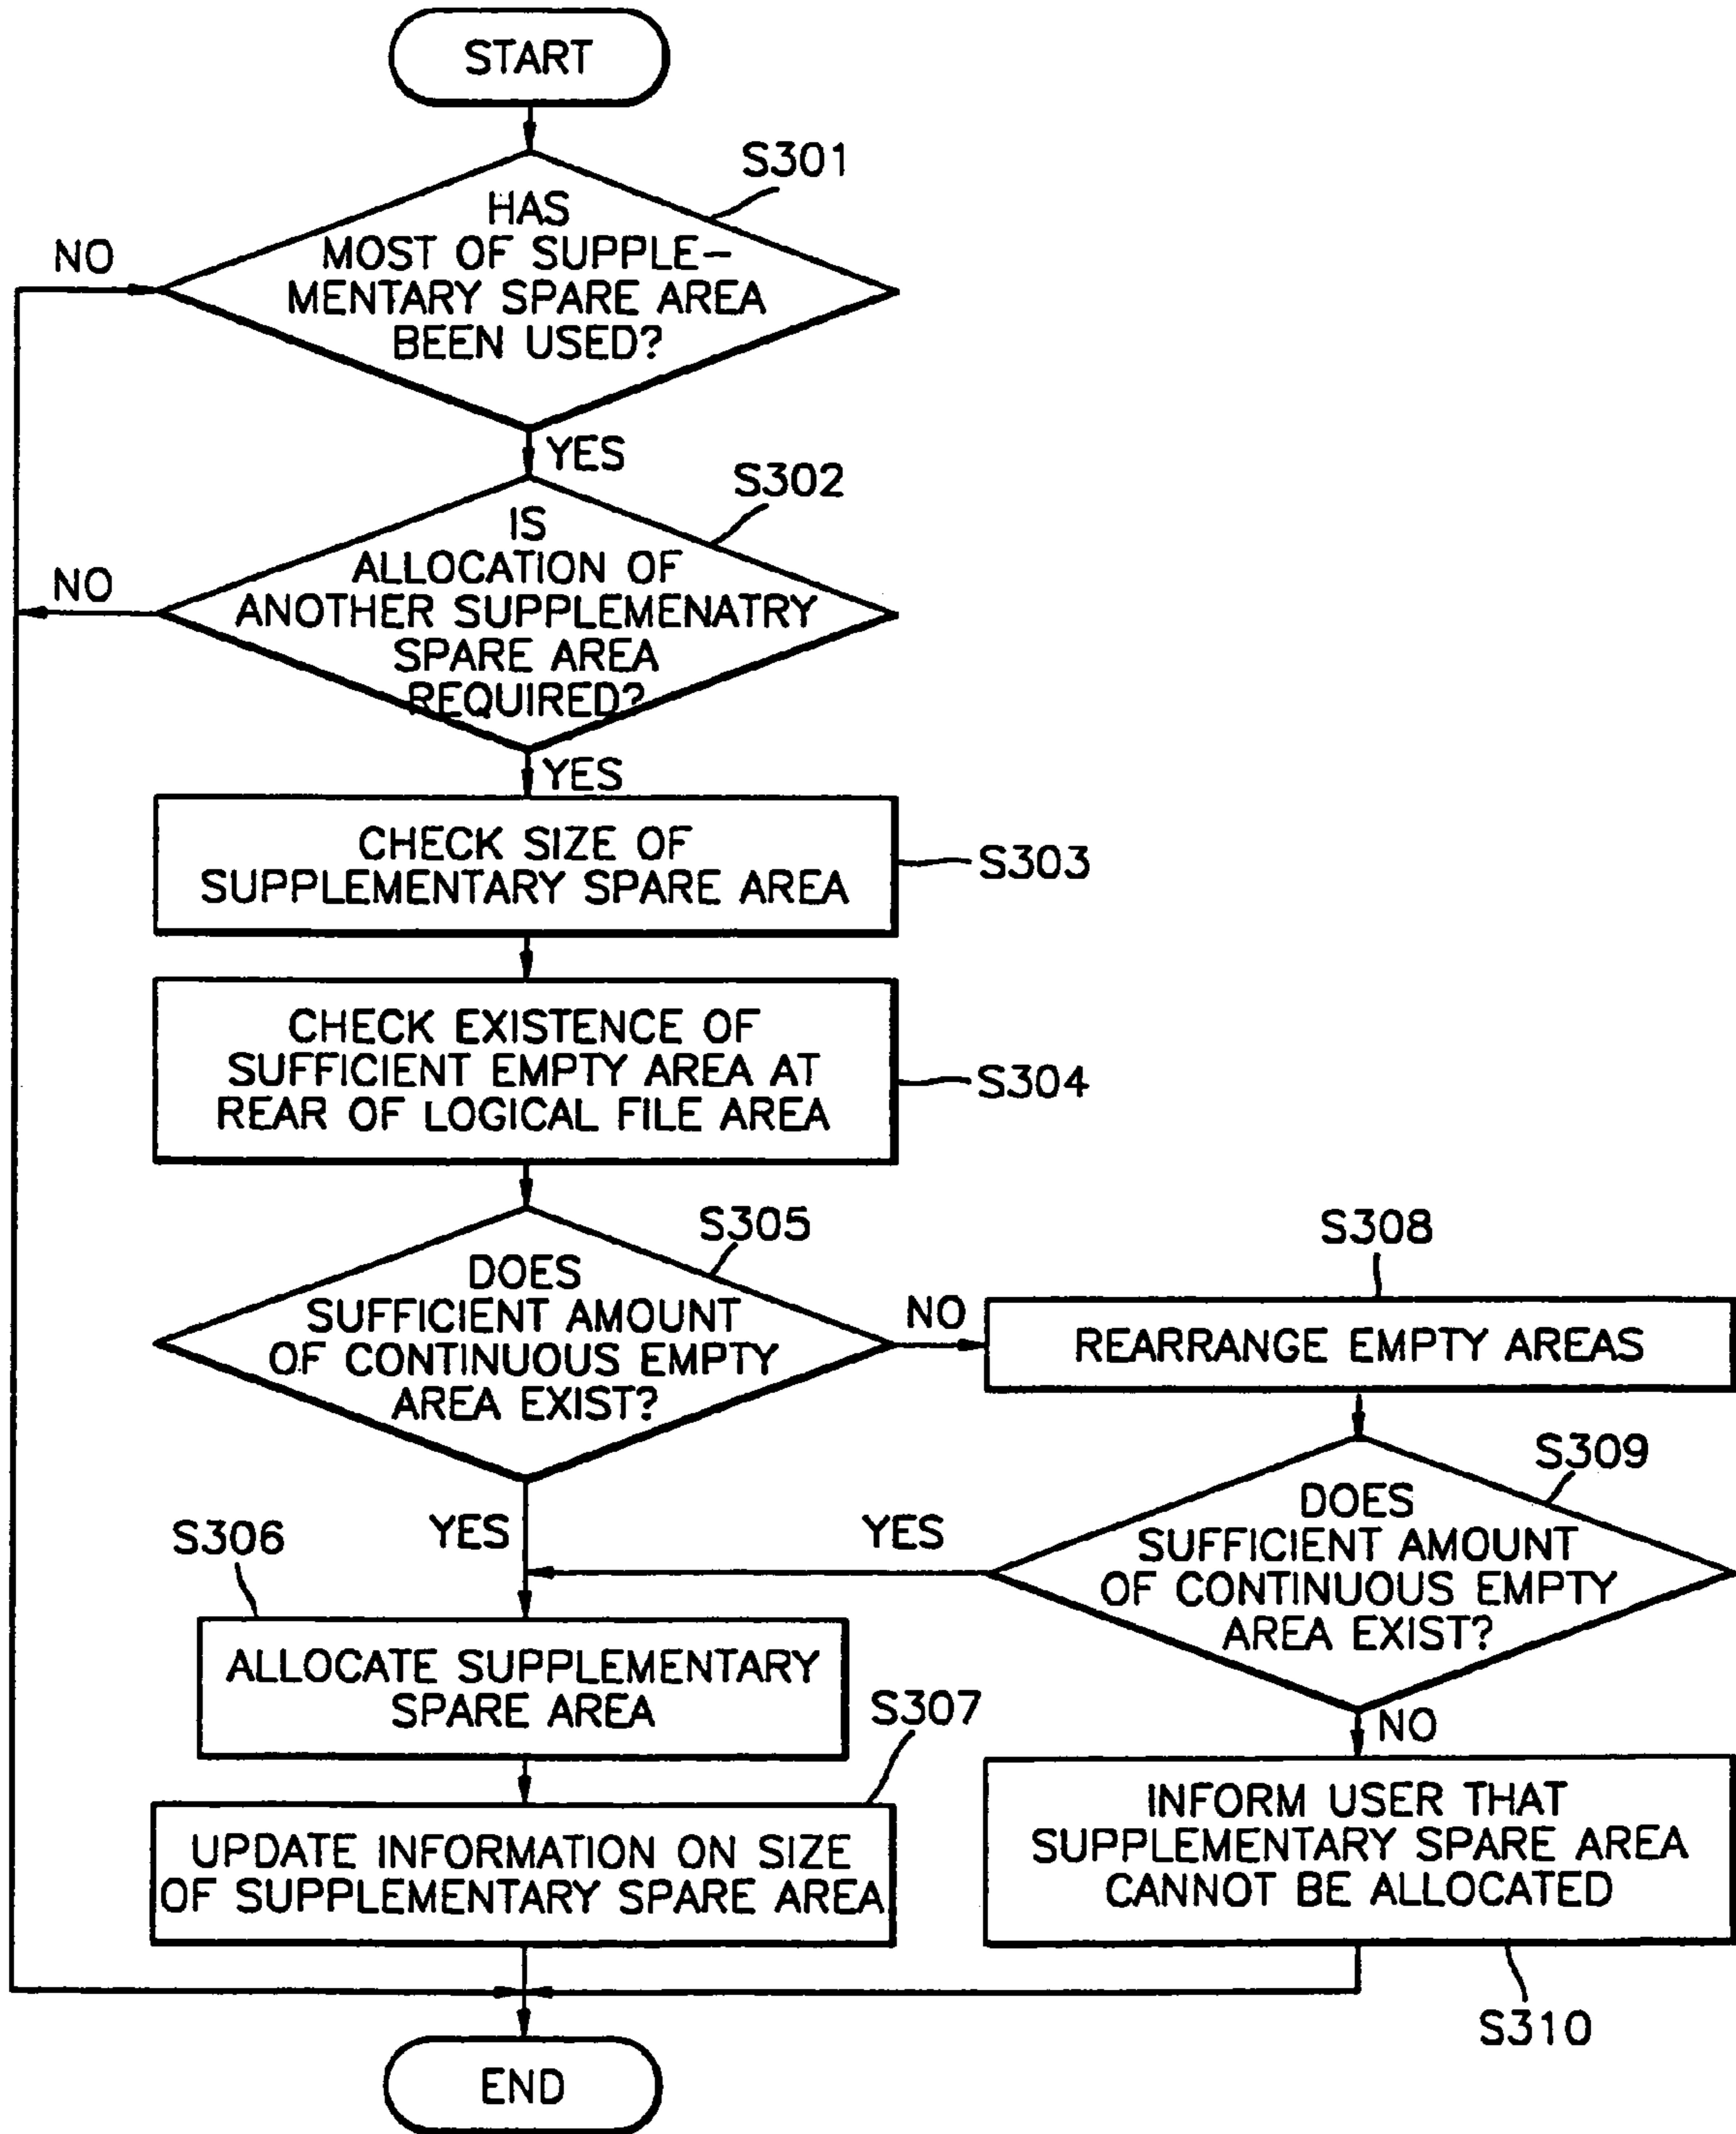 START
S301
HAS
MOST OF SUPPLE-
MENTARY SPARE AREA
BEEN USED?
NO
YES
S302
IS
ALLOCATION OF
ANOTHER SUPPLEMENATRY
SPARE AREA
REQUIRED?
NO
YES
CHECK SIZE OF
SUPPLEMENTARY SPARE AREA
S303
CHECK EXISTENCE OF
SUFFICIENT EMPTY AREA AT
REAR OF LOGICAL FILE AREA
S304
S305
DOES
SUFFICIENT AMOUNT
OF CONTINUOUS EMPTY
AREA EXIST?
NO
YES
S308
REARRANGE EMPTY AREAS
S309
DOES
SUFFICIENT AMOUNT
OF CONTINUOUS EMPTY
AREA EXIST?
YES
NO
S306
ALLOCATE SUPPLEMENTARY
SPARE AREA
S307
UPDATE INFORMATION ON SIZE
OF SUPPLEMENTARY SPARE AREA
INFORM USER THAT
SUPPLEMENTARY SPARE AREA
CANNOT BE ALLOCATED
S310
END